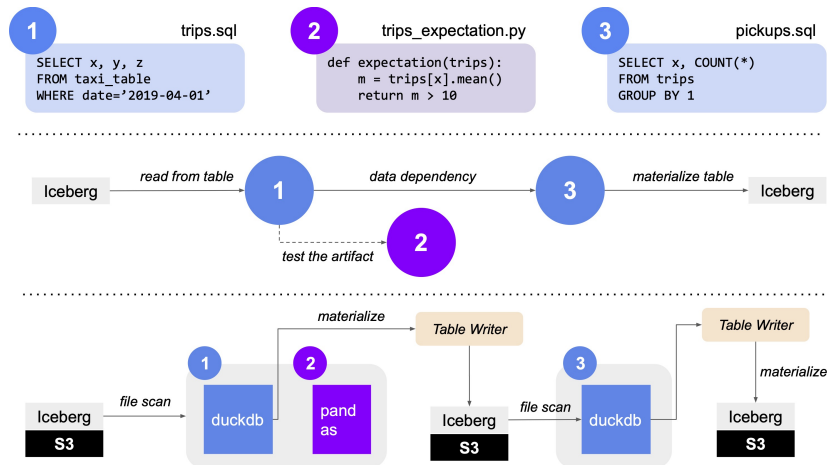 1
trips.sql
SELECT x, y, z
FROM taxi_table
WHERE date=’2019-04-01’
2
trips_expectation.py
def expectation(trips):
m = trips[x].mean()
return m > 10
3
pickups.sql
SELECT x, COUNT(*)
FROM trips
GROUP BY 1
Iceberg
read from table
1
data dependency
3
materialize table
Iceberg
test the artifact
2
materialize
Table Writer
Table Writer
1
2
3
materialize
Iceberg
S3
file scan
duckdb
pand
as
Iceberg
S3
file scan
duckdb
Iceberg
S3